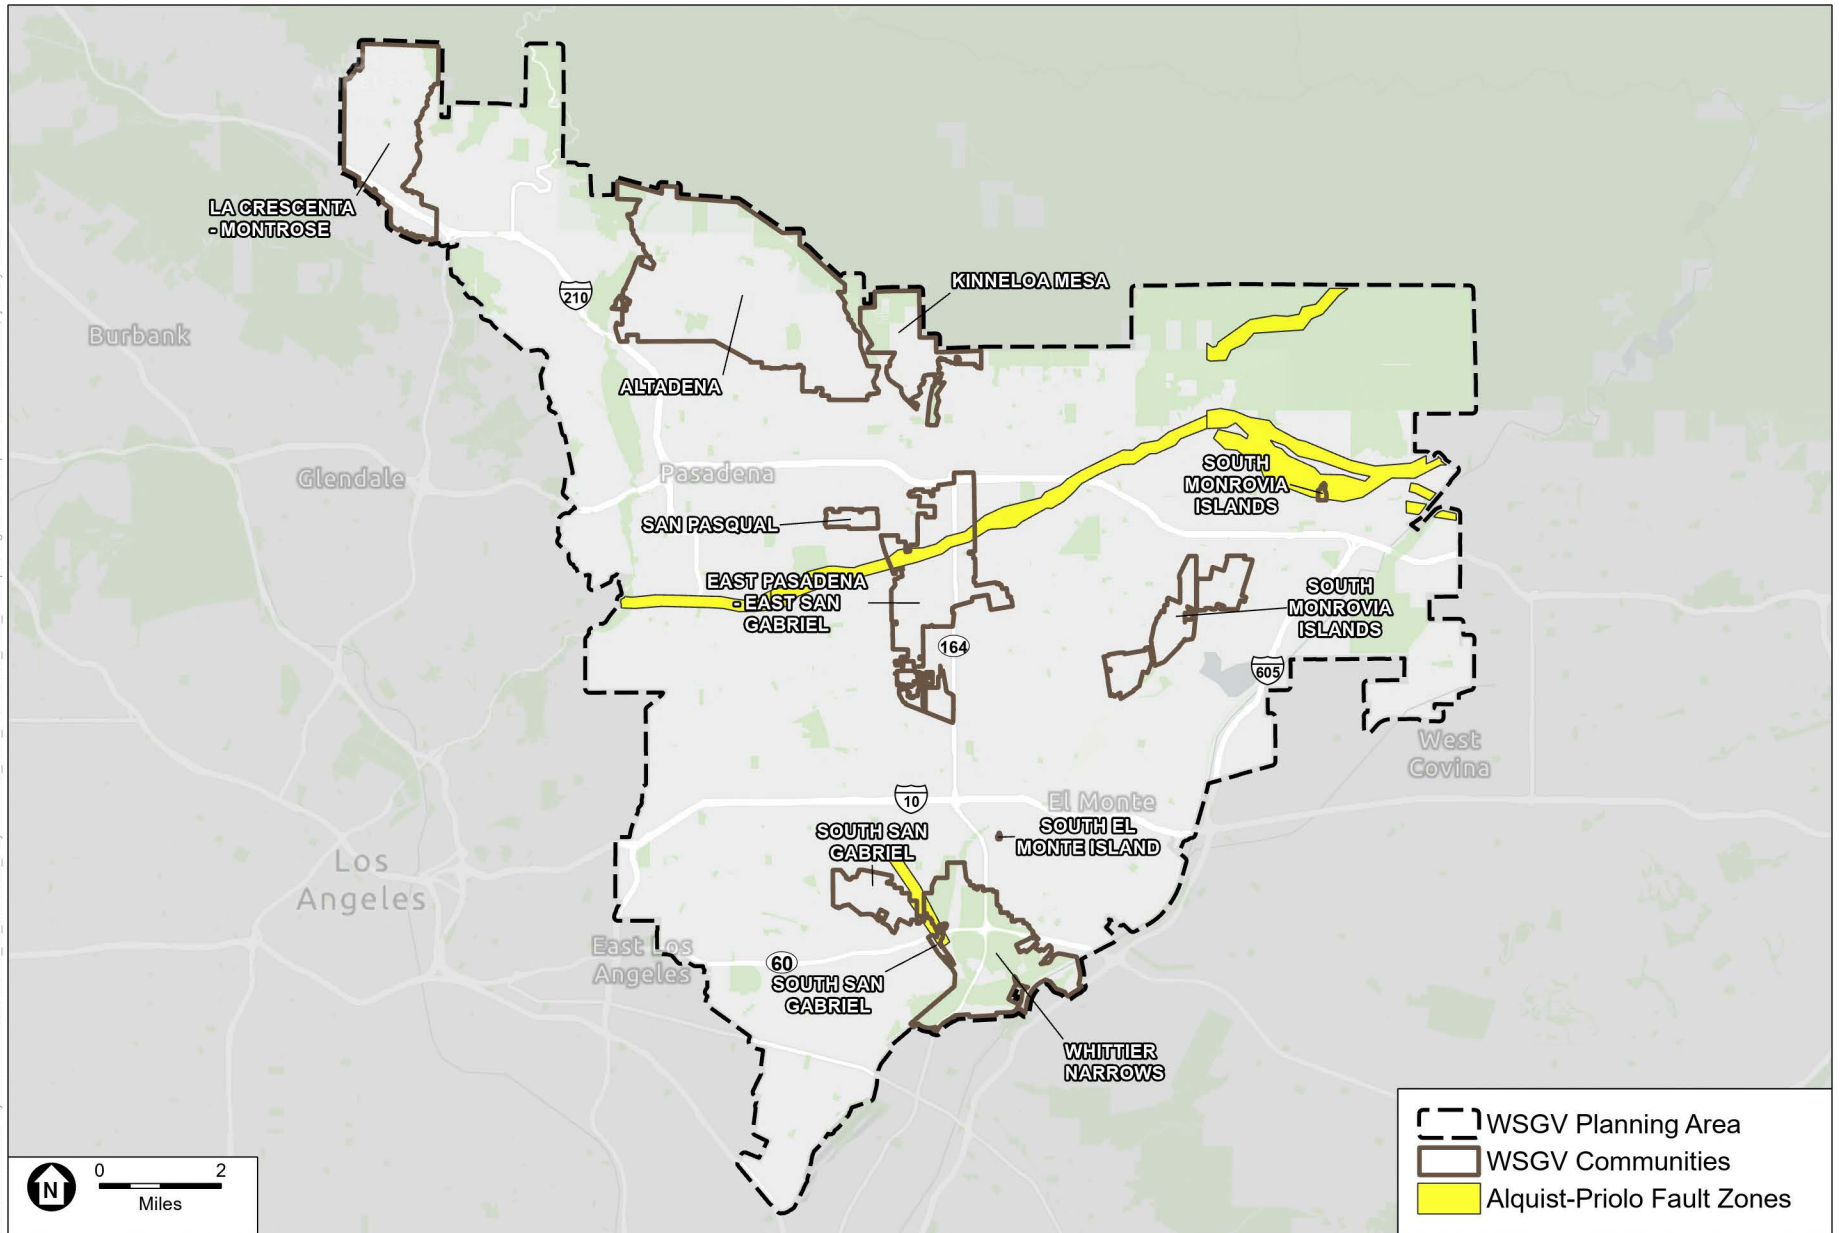 LA CRESCENTA
- MONTROSE
210
KINNELOA MESA
Burbank
ALTADENA
Glendale
Pasadena
SOUTH
MONROVIA
ISLANDS
SAN PASQUAL
EAST PASADENA
- EAST SAN
GABRIEL
SOUTH
MONROVIA
ISLANDS
164
605
West
Covina
10
El Monte
SOUTH SAN
GABRIEL
SOUTH EL
MONTE ISLAND
Los
Angeles
East Los
Angeles
60
SOUTH SAN
GABRIEL
WHITTIER
NARROWS
WSGV Planning Area
WSGV Communities
Alquist-Priolo Fault Zones
N
0 2
Miles